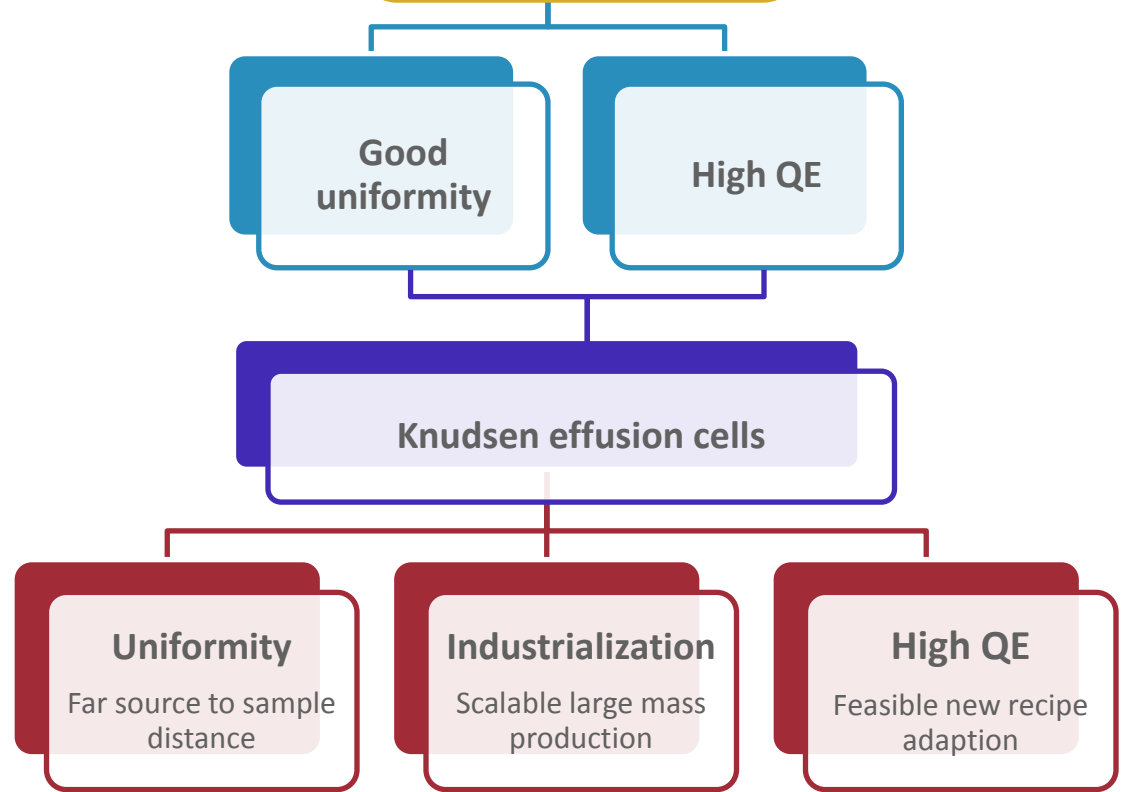 Good
uniformity
High QE
Knudsen effusion cells
Uniformity
Far source to sample
distance
Industrialization
Scalable large mass
production
High QE
Feasible new recipe
adaption